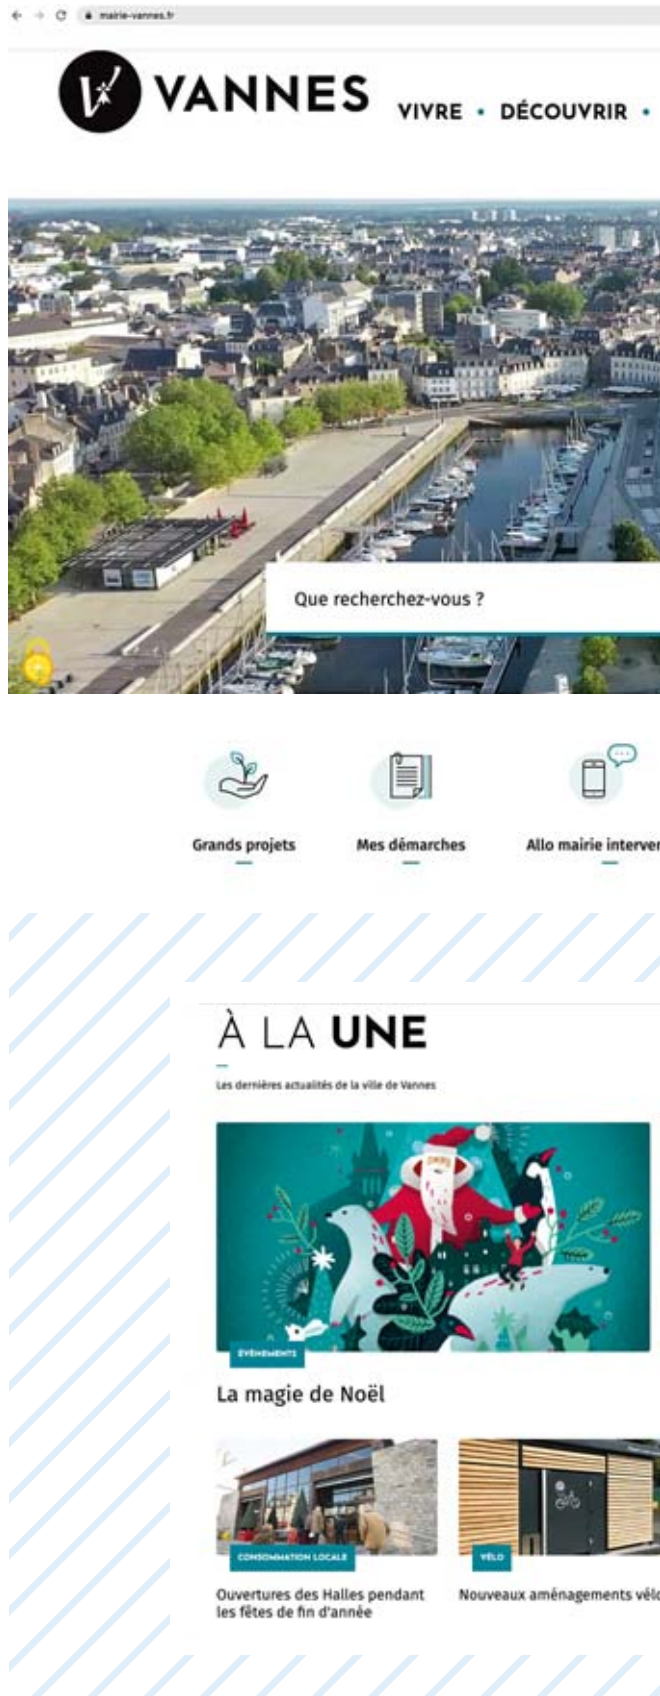 mairie-vannes.fr
VANNES
VIVRE • DÉCOUVRIR •
Que recherchez-vous ?
Grands projets
Mes démarches
Allo mairie interven
À LA UNE
Les dernières actualités de la ville de Vannes
ÉVÉNEMENTS
La magie de Noël
CONSOMMATION LOCALE
VÉLO
Ouvertures des Halles pendant
les fêtes de fin d'année
Nouveaux aménagements vélo